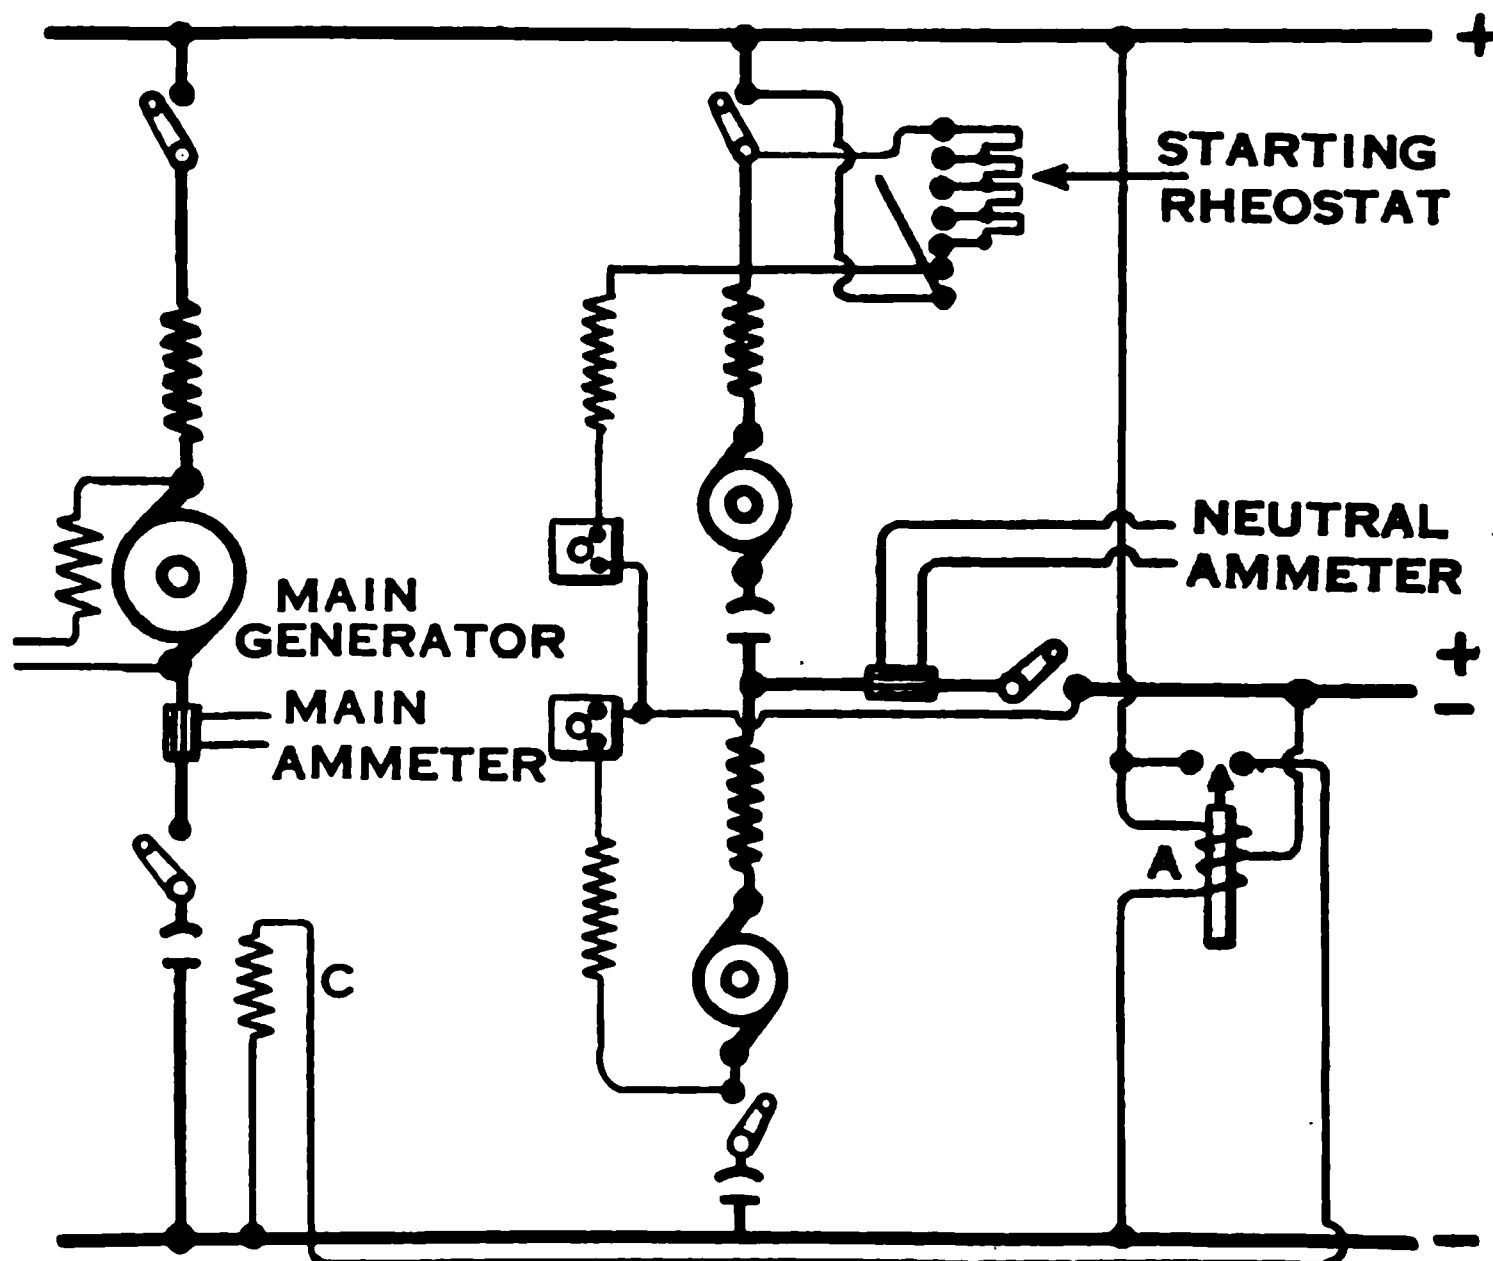 +
STARTING
RHEOSTAT
NEUTRAL
AMMETER
MAIN
GENERATOR
+
−
MAIN
AMMETER
A
C
−